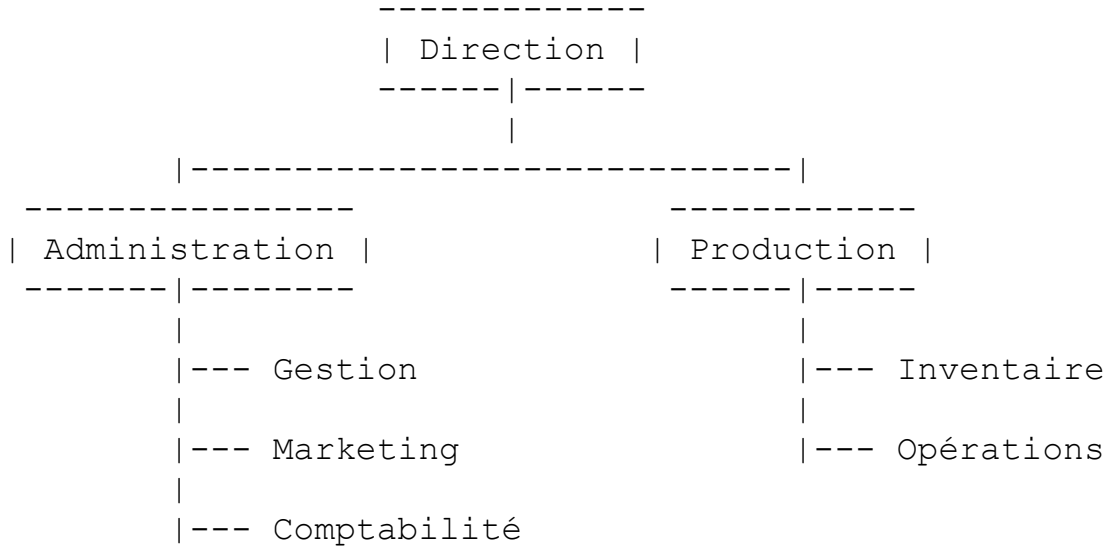 Direction
Administration Production
Gestion Inventaire
Marketing Opérations
Comptabilité